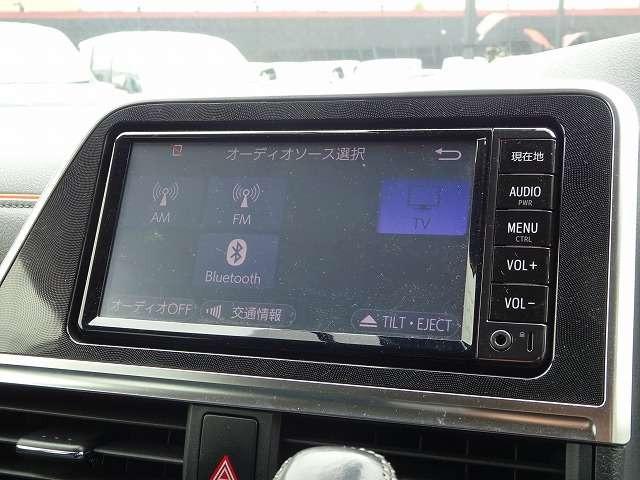 オーディオソース選択
AM
FM
TV
Bluetooth
オーディオOFF
交通情報
TILT・EJECT
現在地
AUDIO
PWR
MENU
CTRL
VOL+
VOL-